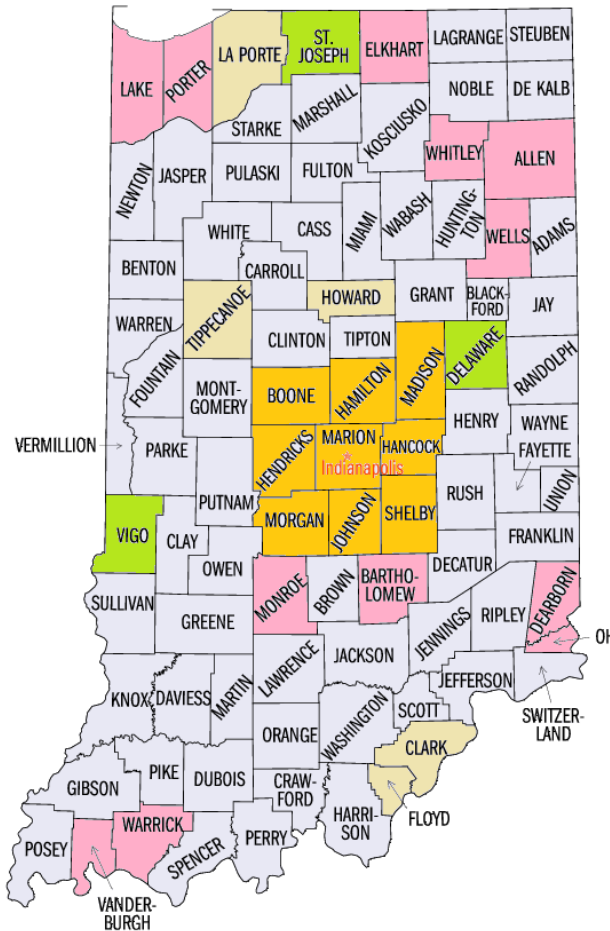 ST.
JOSEPH
LAGRANGE
STEUBEN
LA PORTE
ELKHART
LAKE
PORTER
NOBLE
DE KALB
MARSHALL
STARKE
KOSCIUSKO
WHITLEY
ALLEN
NEWTON
JASPER
PULASKI
FULTON
WHITE
CASS
MIAMI
WABASH
HUNTING-
TON
WELLS
ADAMS
BENTON
CARROLL
TIPPECANOE
HOWARD
GRANT
BLACK-
FORD
JAY
WARREN
FOUNTAIN
CLINTON
TIPTON
MADISON
DELAWARE
RANDOLPH
MONT-
GOMERY
BOONE
HAMILTON
HENRY
WAYNE
VERMILLION
PARKE
HENDRICKS
MARION
HANCOCK
FAYETTE
Indianapolis
PUTNAM
RUSH
UNION
MORGAN
JOHNSON
SHELBY
VIGO
CLAY
FRANKLIN
OWEN
DECATUR
SULLIVAN
MONROE
BROWN
BARTHO-
LOMEW
DEARBORN
GREENE
JENNINGS
RIPLEY
OH
LAWRENCE
JACKSON
KNOX
DAVIESS
MARTIN
JEFFERSON
SWITZER-
LAND
ORANGE
WASHINGTON
SCOTT
CLARK
GIBSON
PIKE
DUBOIS
CRAW-
FORD
HARRI-
SON
FLOYD
POSEY
WARRICK
SPENCER
PERRY
VANDER-
BURGH